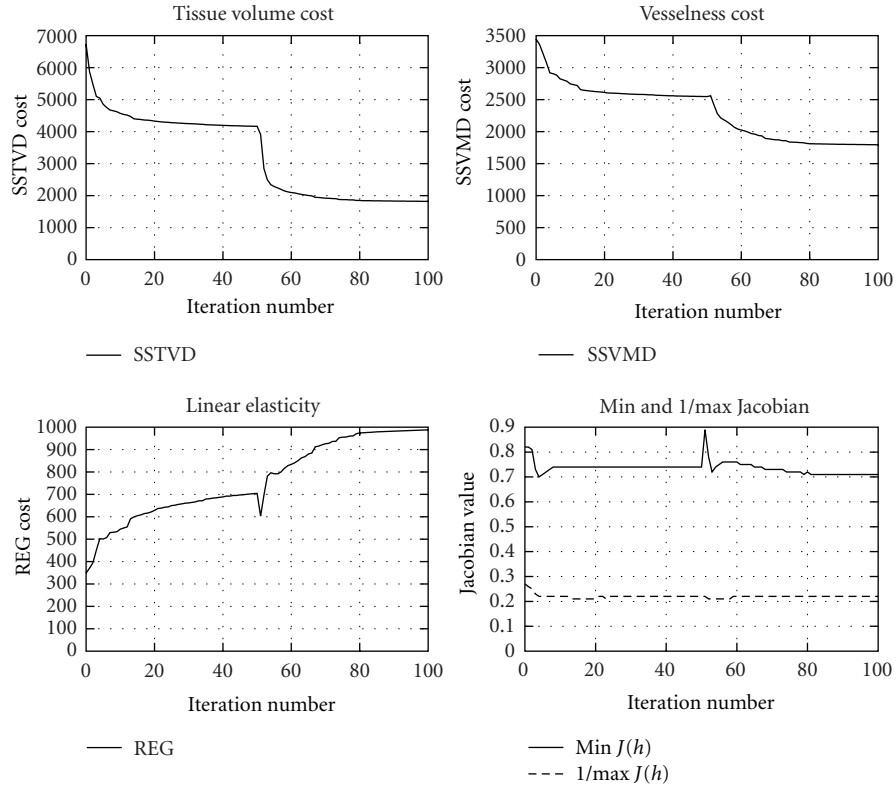 Tissue volume cost
7000
6000
5000
4000
3000
2000
1000
0
SSTVD cost
0 20 40 60 80 100
Iteration number
SSTVD
Vesselness cost
3500
3000
2500
2000
1500
1000
500
0
SSVMD cost
0 20 40 60 80 100
Iteration number
SSVMD
Linear elasticity
1000
900
800
700
600
500
400
300
200
100
0
REG cost
0 20 40 60 80 100
Iteration number
REG
Min and 1/max Jacobian
0.9
0.8
0.7
0.6
0.5
0.4
0.3
0.2
0.1
0
Jacobian value
0 20 40 60 80 100
Iteration number
Min J(h)
1/max J(h)